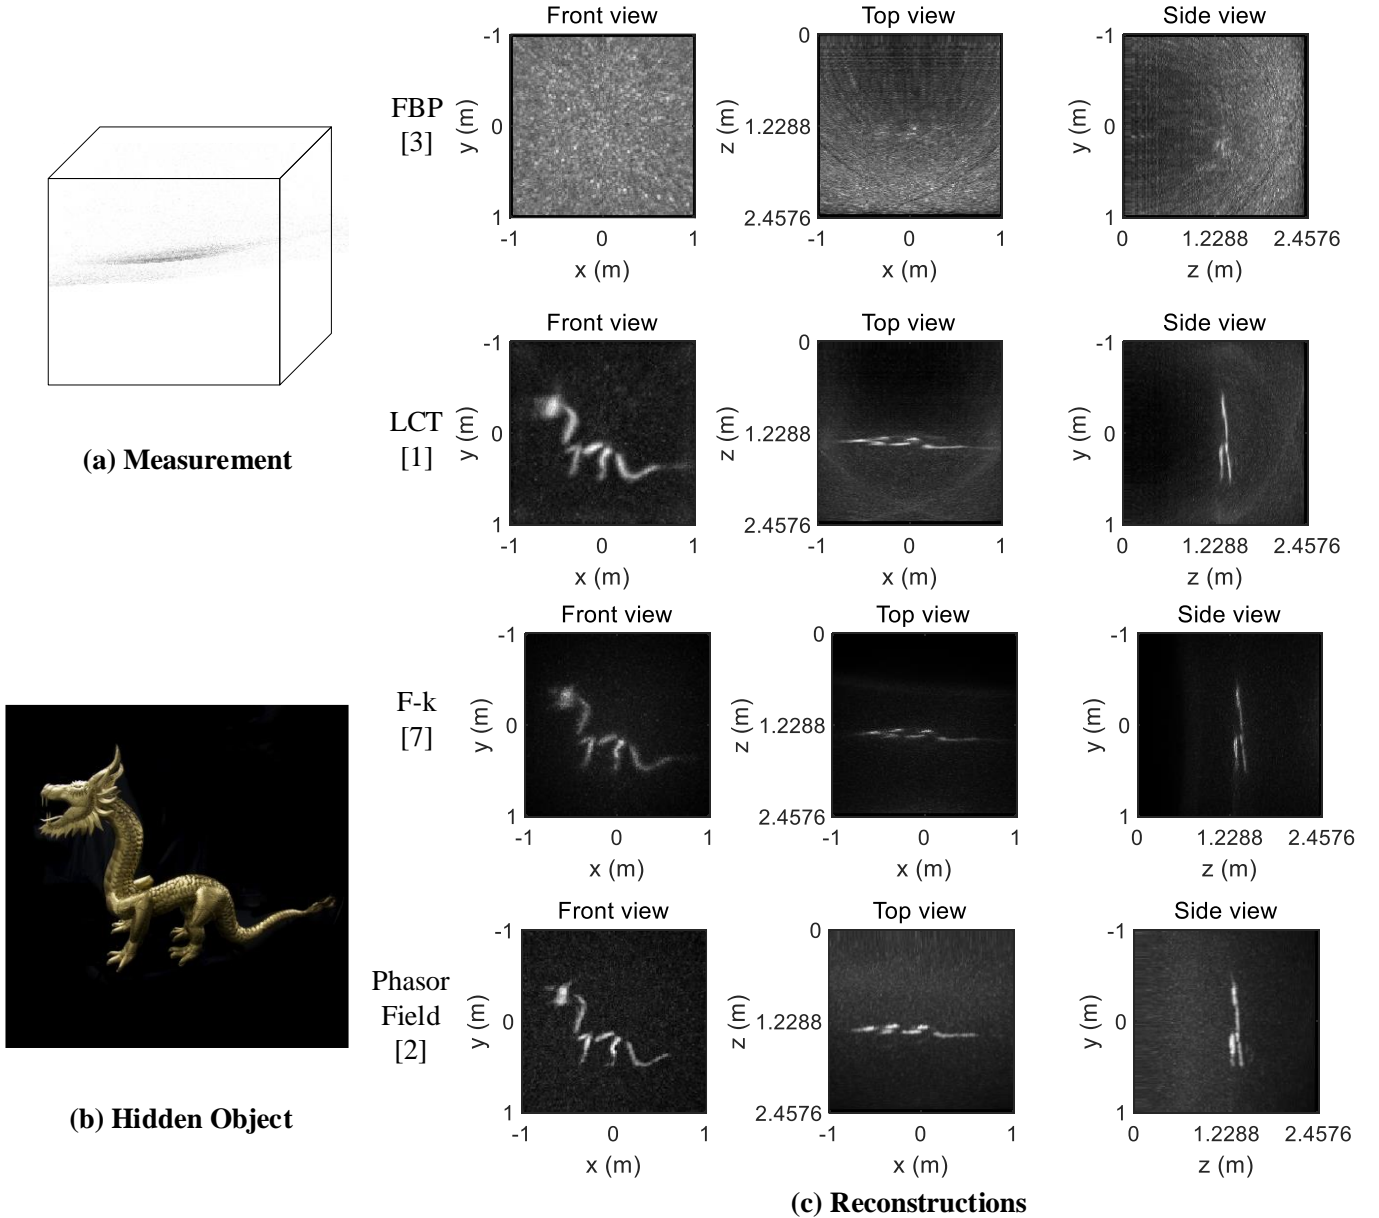 Front view
Top view
Side view
FBP
[3]
y (m)
-1
0
1
-1
0
1
x (m)
z (m)
0
1.2288
2.4576
-1
0
1
x (m)
y (m)
-1
0
1
0
1.2288
2.4576
z (m)
(a) Measurement
Front view
Top view
Side view
LCT
[1]
y (m)
-1
0
1
-1
0
1
x (m)
z (m)
0
1.2288
2.4576
-1
0
1
x (m)
y (m)
-1
0
1
0
1.2288
2.4576
z (m)
Front view
Top view
Side view
F-k
[7]
y (m)
-1
0
1
-1
0
1
x (m)
z (m)
0
1.2288
2.4576
-1
0
1
x (m)
y (m)
-1
0
1
0
1.2288
2.4576
z (m)
Front view
Top view
Side view
Phasor
Field
[2]
y (m)
-1
0
1
-1
0
1
x (m)
z (m)
0
1.2288
2.4576
-1
0
1
x (m)
y (m)
-1
0
1
0
1.2288
2.4576
z (m)
(b) Hidden Object
(c) Reconstructions